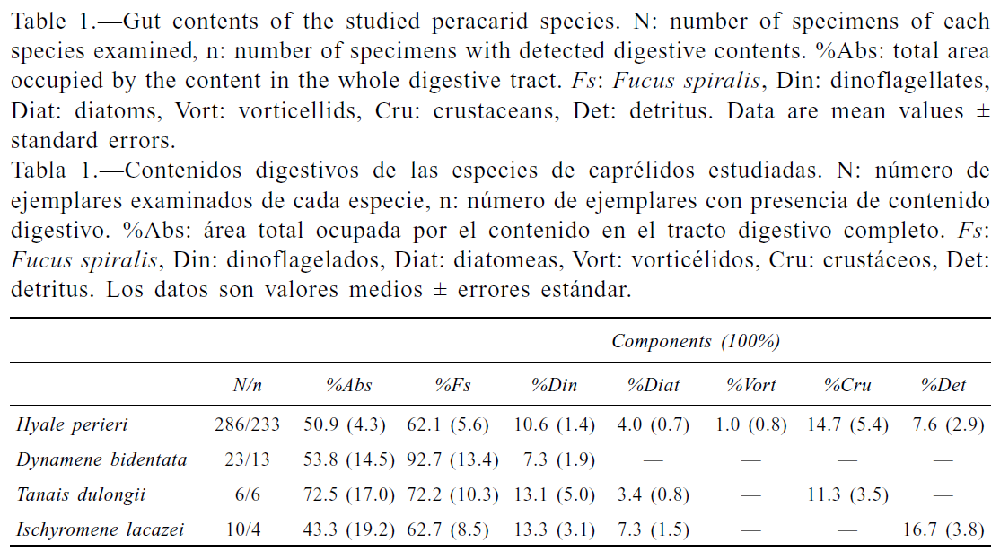 Table 1.—Gut contents of the studied peracarid species. N: number of specimens of each
species examined, n: number of specimens with detected digestive contents. %Abs: total area
occupied by the content in the whole digestive tract. Fs: Fucus spiralis, Din: dinoflagellates,
Diat: diatoms, Vort: vorticellids, Cru: crustaceans, Det: detritus. Data are mean values ±
standard errors.
Tabla 1.—Contenidos digestivos de las especies de caprélidos estudiadas. N: número de
ejemplares examinados de cada especie, n: número de ejemplares con presencia de contenido
digestivo. %Abs: área total ocupada por el contenido en el tracto digestivo completo. Fs:
Fucus spiralis, Din: dinoflagelados, Diat: diatomeas, Vort: vorticélidos, Cru: crustáceos, Det:
detritus. Los datos son valores medios ± errores estándar.
Components (100%)
N/n %Abs %Fs %Din %Diat %Vort %Cru %Det
Hyale perieri 286/233 50.9 (4.3) 62.1 (5.6) 10.6 (1.4) 4.0 (0.7) 1.0 (0.8) 14.7 (5.4) 7.6 (2.9)
Dynamene bidentata 23/13 53.8 (14.5) 92.7 (13.4) 7.3 (1.9) — — — —
Tanais dulongii 6/6 72.5 (17.0) 72.2 (10.3) 13.1 (5.0) 3.4 (0.8) — 11.3 (3.5) —
Ischyromene lacazei 10/4 43.3 (19.2) 62.7 (8.5) 13.3 (3.1) 7.3 (1.5) — — 16.7 (3.8)